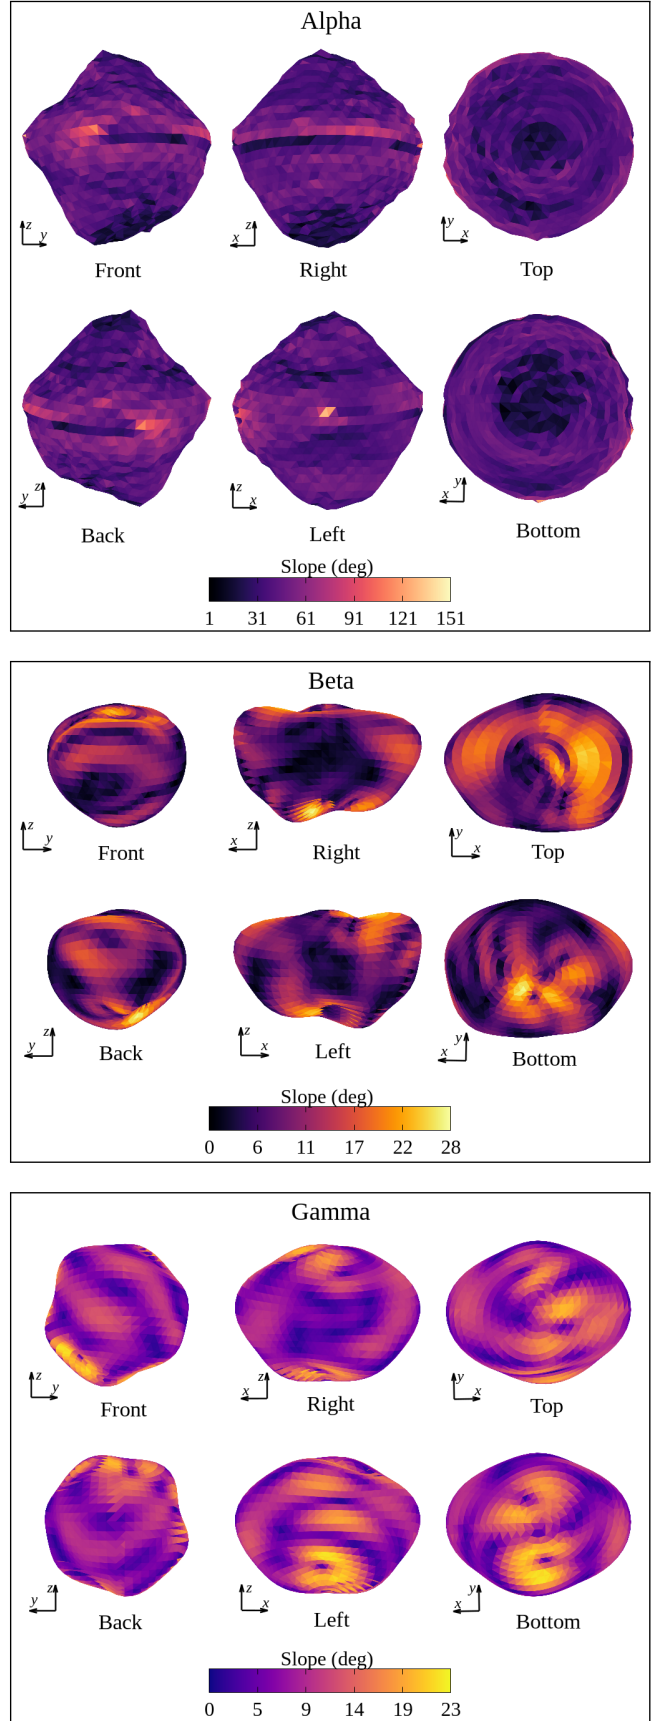 Alpha
z y
z x
y x
Front Right Top
y z
z x
x y
Back Left Bottom
Slope (deg)
1 31 61 91 121 151
Beta
z y
x z
y x
Front Right Top
y z
z x
x y
Back Left Bottom
Slope (deg)
0 6 11 17 22 28
Gamma
z y
x z
y x
Front Right Top
y z
z x
x y
Back Left Bottom
Slope (deg)
0 5 9 14 19 23